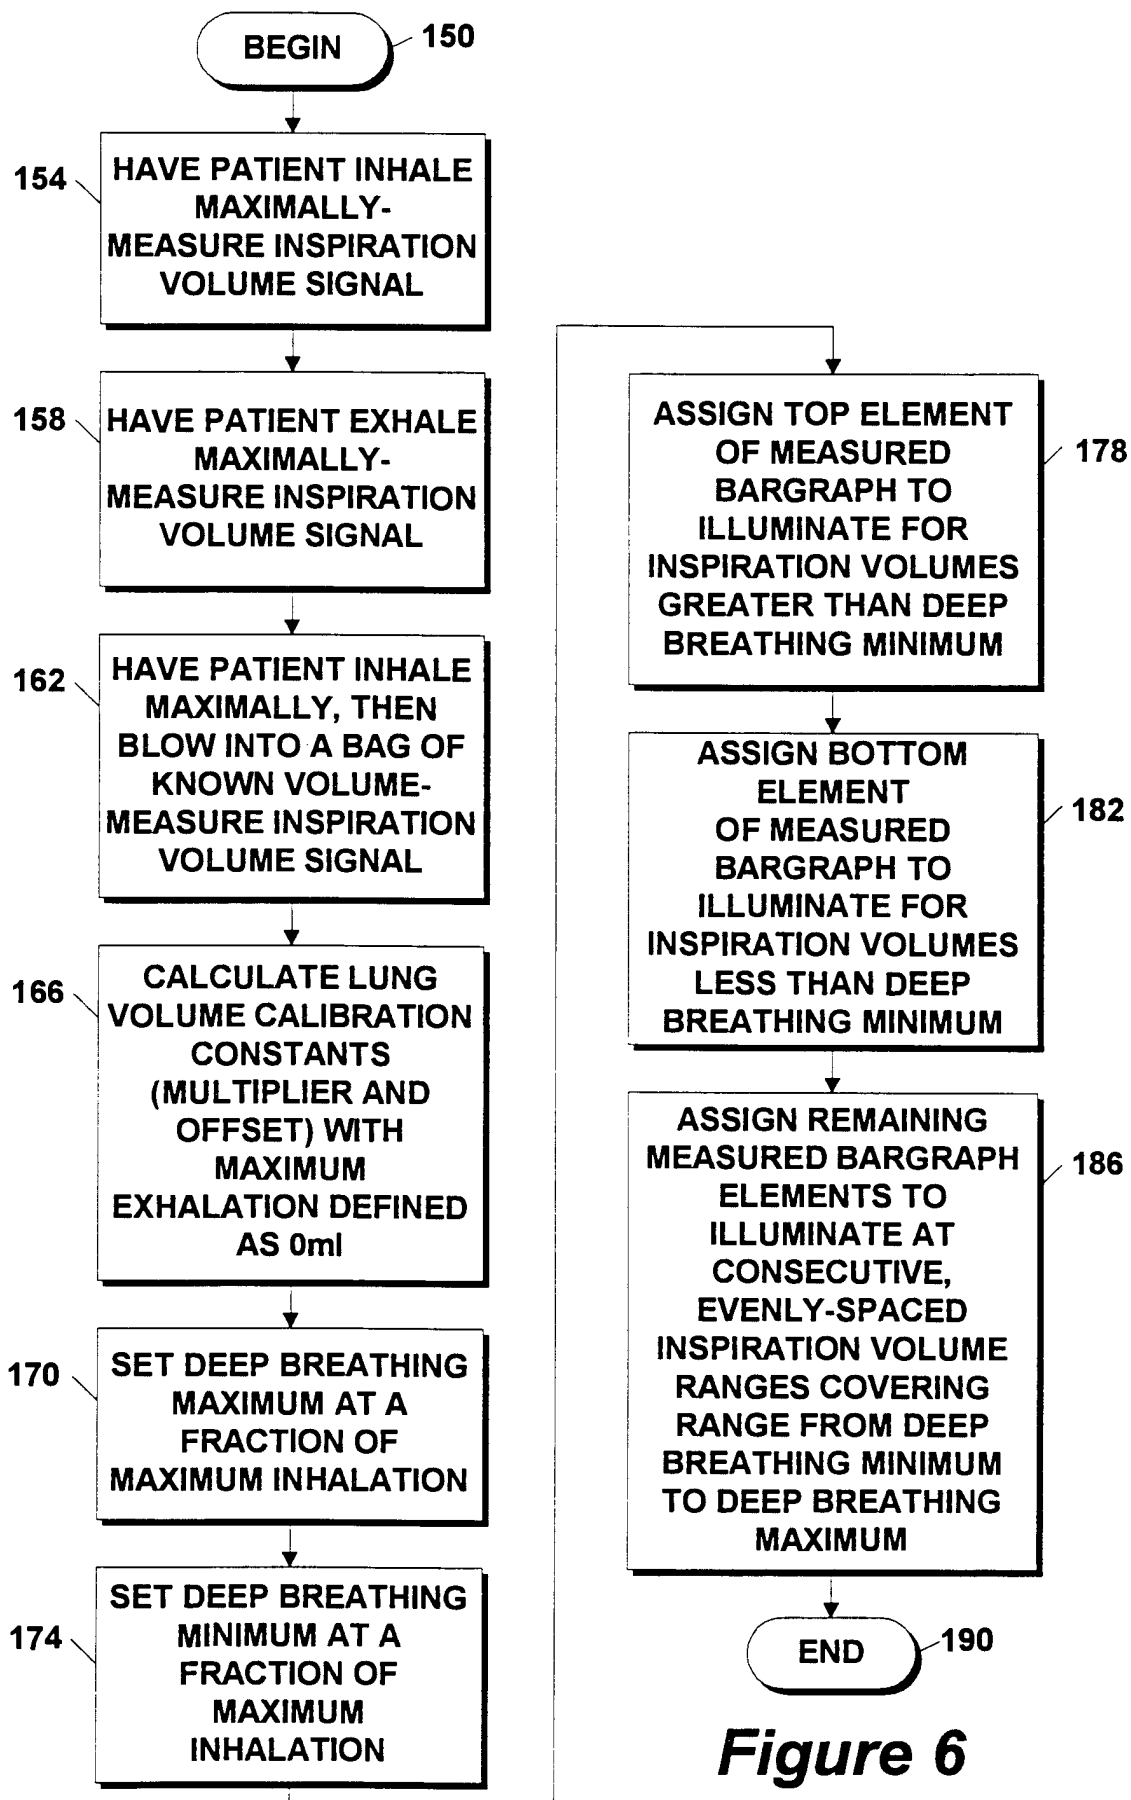 BEGIN
150
154
HAVE PATIENT INHALE
MAXIMALLY-
MEASURE INSPIRATION
VOLUME SIGNAL
158
HAVE PATIENT EXHALE
MAXIMALLY-
MEASURE INSPIRATION
VOLUME SIGNAL
162
HAVE PATIENT INHALE
MAXIMALLY, THEN
BLOW INTO A BAG OF
KNOWN VOLUME-
MEASURE INSPIRATION
VOLUME SIGNAL
166
CALCULATE LUNG
VOLUME CALIBRATION
CONSTANTS
(MULTIPLIER AND
OFFSET) WITH
MAXIMUM
EXHALATION DEFINED
AS 0ml
170
SET DEEP BREATHING
MAXIMUM AT A
FRACTION OF
MAXIMUM INHALATION
174
SET DEEP BREATHING
MINIMUM AT A
FRACTION OF
MAXIMUM
INHALATION
ASSIGN TOP ELEMENT
OF MEASURED
BARGRAPH TO
ILLUMINATE FOR
INSPIRATION VOLUMES
GREATER THAN DEEP
BREATHING MINIMUM
178
ASSIGN BOTTOM
ELEMENT
OF MEASURED
BARGRAPH TO
ILLUMINATE FOR
INSPIRATION VOLUMES
LESS THAN DEEP
BREATHING MINIMUM
182
ASSIGN REMAINING
MEASURED BARGRAPH
ELEMENTS TO
ILLUMINATE AT
CONSECUTIVE,
EVENLY-SPACED
INSPIRATION VOLUME
RANGES COVERING
RANGE FROM DEEP
BREATHING MINIMUM
TO DEEP BREATHING
MAXIMUM
186
END
190
Figure 6